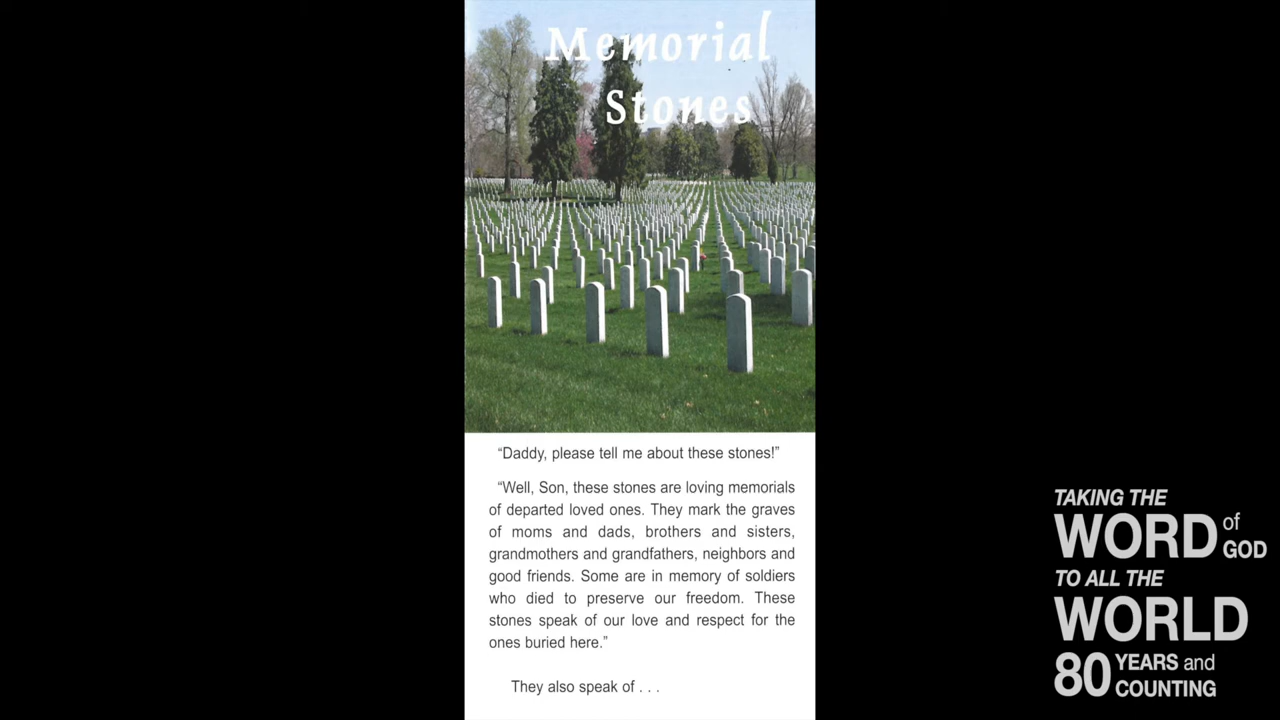 Memorial
Stones
“Daddy, please tell me about these stones!”
“Well, Son, these stones are loving memorials
of departed loved ones. They mark the graves
of moms and dads, brothers and sisters,
grandmothers and grandfathers, neighbors and
good friends. Some are in memory of soldiers
who died to preserve our freedom. These
stones speak of our love and respect for the
ones buried here.”
They also speak of . . .
TAKING THE
WORD of GOD
TO ALL THE
WORLD
80 YEARS and
COUNTING